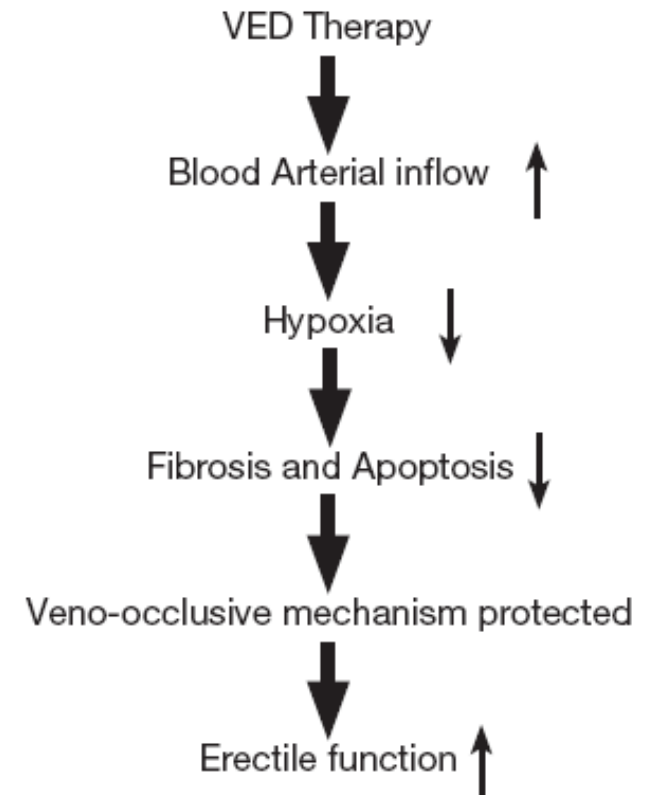 VED Therapy
Blood Arterial inflow
Hypoxia
Fibrosis and Apoptosis
Veno-occlusive mechanism protected
Erectile function